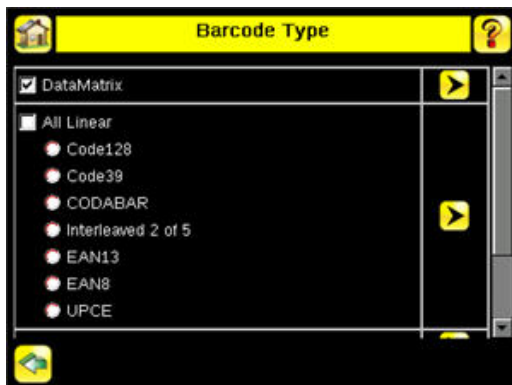 Barcode Type
?
DataMatrix
All Linear
Code128
Code39
CODABAR
Interleaved 2 of 5
EAN13
EAN8
UPCE